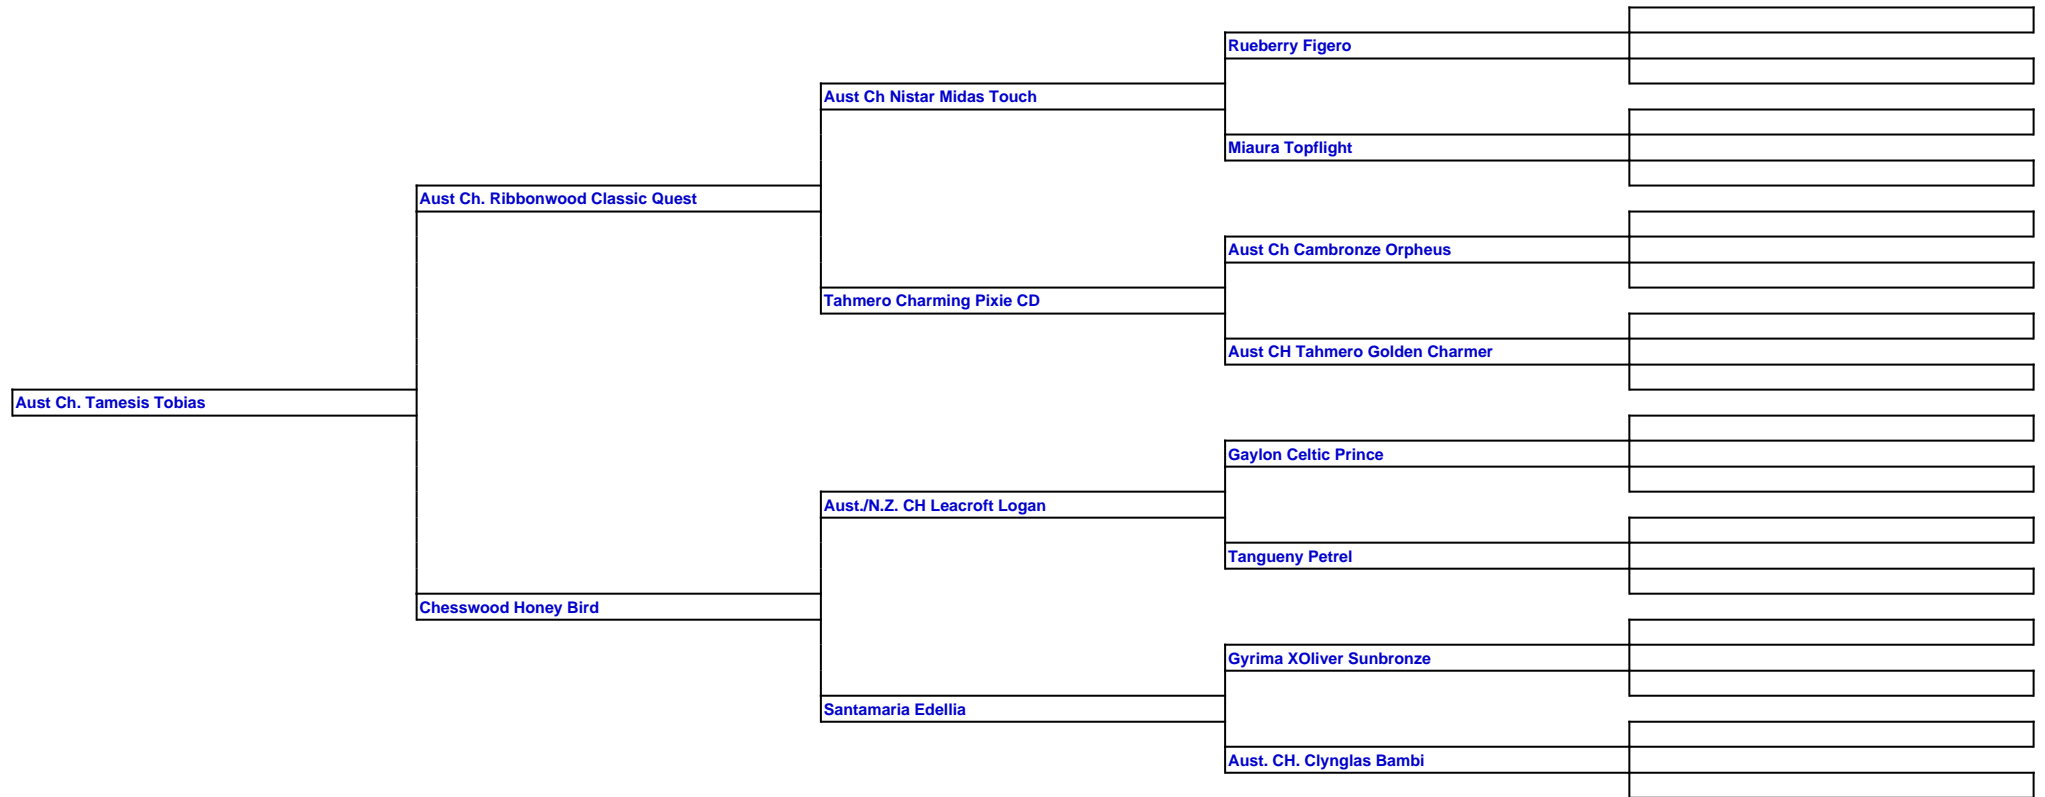 Rueberry Figero
Aust Ch Nistar Midas Touch
Miaura Topflight
Aust Ch. Ribbonwood Classic Quest
Aust Ch Cambronze Orpheus
Tahmero Charming Pixie CD
Aust CH Tahmero Golden Charmer
Aust Ch. Tamesis Tobias
Gaylon Celtic Prince
Aust./N.Z. CH Leacroft Logan
Tangueny Petrel
Chesswood Honey Bird
Gyrima XOliver Sunbronze
Santamaria Edellia
Aust. CH. Clynglas Bambi